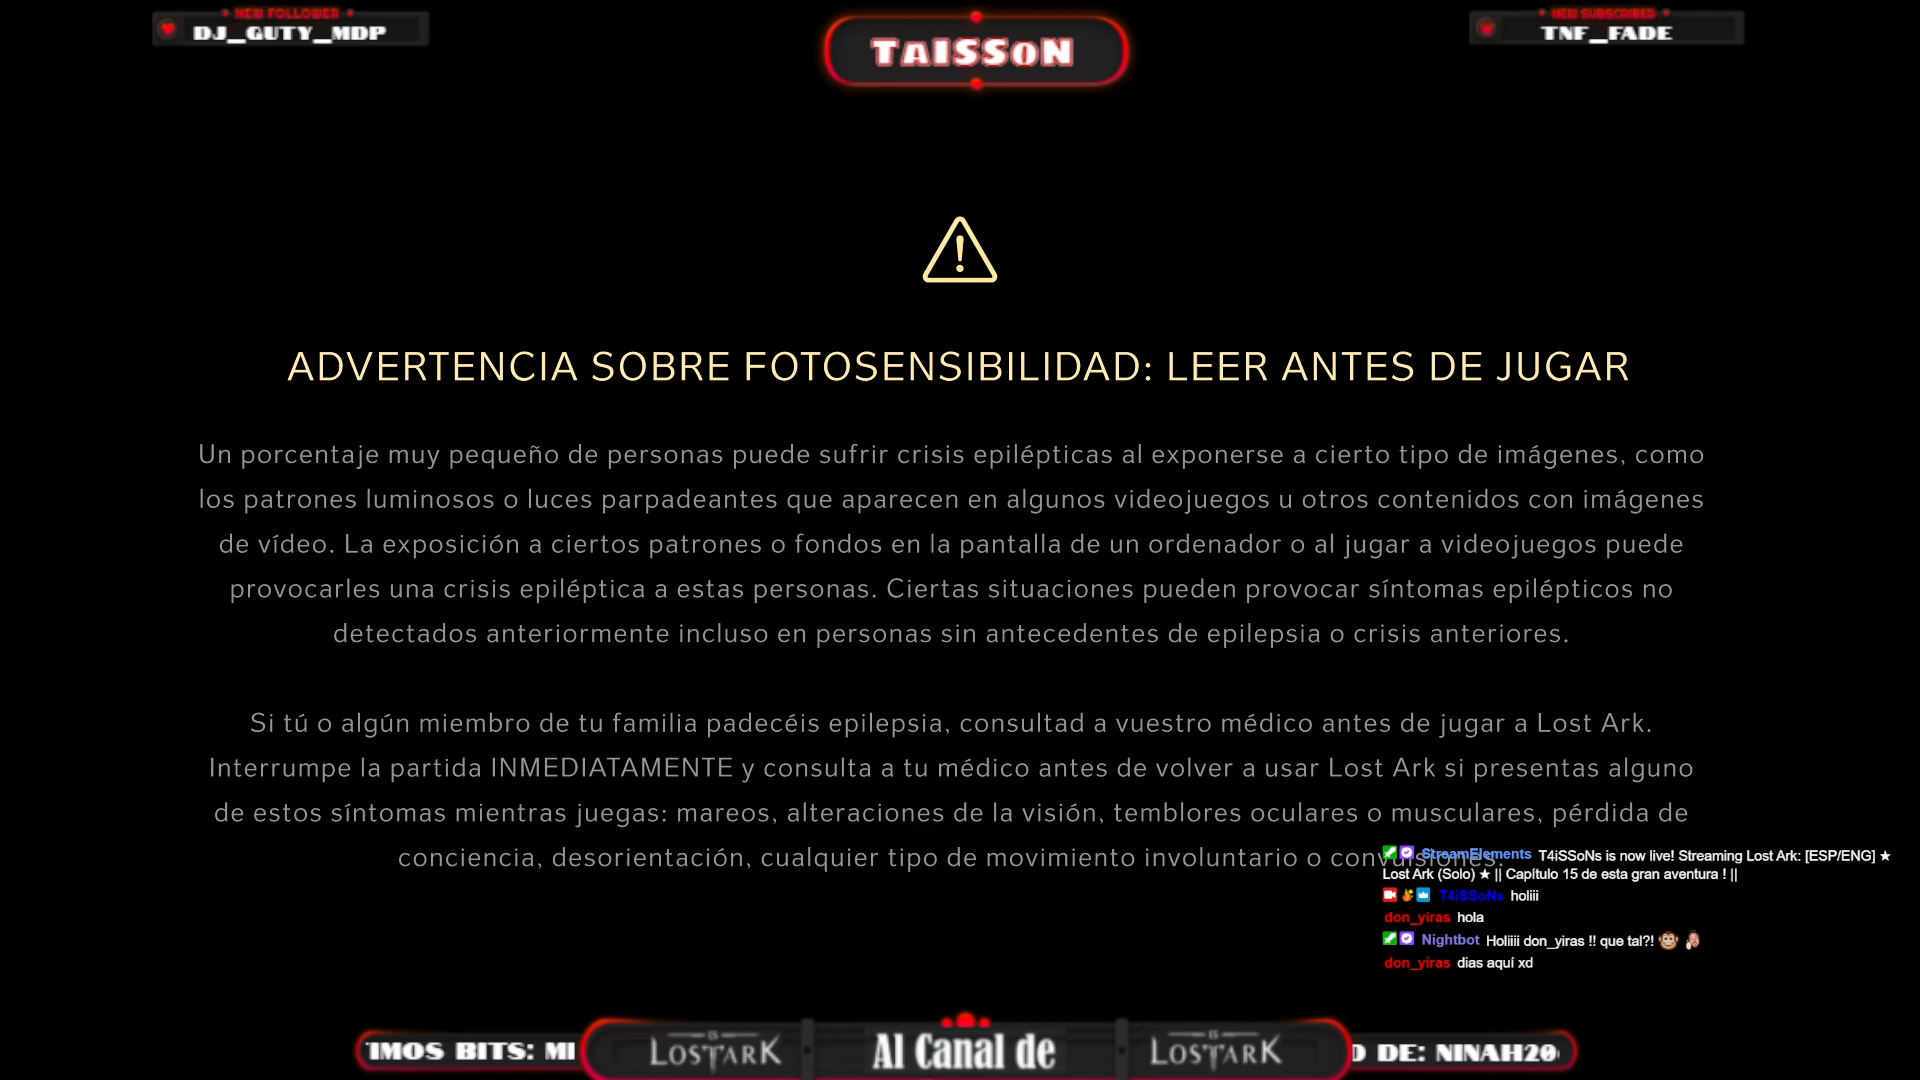 NEW FOLLOWER
DJ_GUTY_MDP
TAISSON
NEW SUBSCRIBER
TNF_FADE
ADVERTENCIA SOBRE FOTOSENSIBILIDAD: LEER ANTES DE JUGAR
Un porcentaje muy pequeño de personas puede sufrir crisis epilépticas al exponerse a cierto tipo de imágenes, como
los patrones luminosos o luces parpadeantes que aparecen en algunos videojuegos u otros contenidos con imágenes
de vídeo. La exposición a ciertos patrones o fondos en la pantalla de un ordenador o al jugar a videojuegos puede
provocarles una crisis epiléptica a estas personas. Ciertas situaciones pueden provocar síntomas epilépticos no
detectados anteriormente incluso en personas sin antecedentes de epilepsia o crisis anteriores.
Si tú o algún miembro de tu familia padecéis epilepsia, consultad a vuestro médico antes de jugar a Lost Ark.
Interrumpe la partida INMEDIATAMENTE y consulta a tu médico antes de volver a usar Lost Ark si presentas alguno
de estos síntomas mientras juegas: mareos, alteraciones de la visión, temblores oculares o musculares, pérdida de
conciencia, desorientación, cualquier tipo de movimiento involuntario o convulsiones.
StreamElements T4iSSoNs is now live! Streaming Lost Ark: [ESP/ENG] ★
Lost Ark (Solo) ★ || Capítulo 15 de esta gran aventura ! ||
T4iSSoNs holiii
don_yiras hola
Nightbot Holiiii don_yiras !! que tal?!
don_yiras dias aquí xd
IMOS BITS: MI
LOST ARK
Al Canal de
LOST ARK
D DE: NINAH20